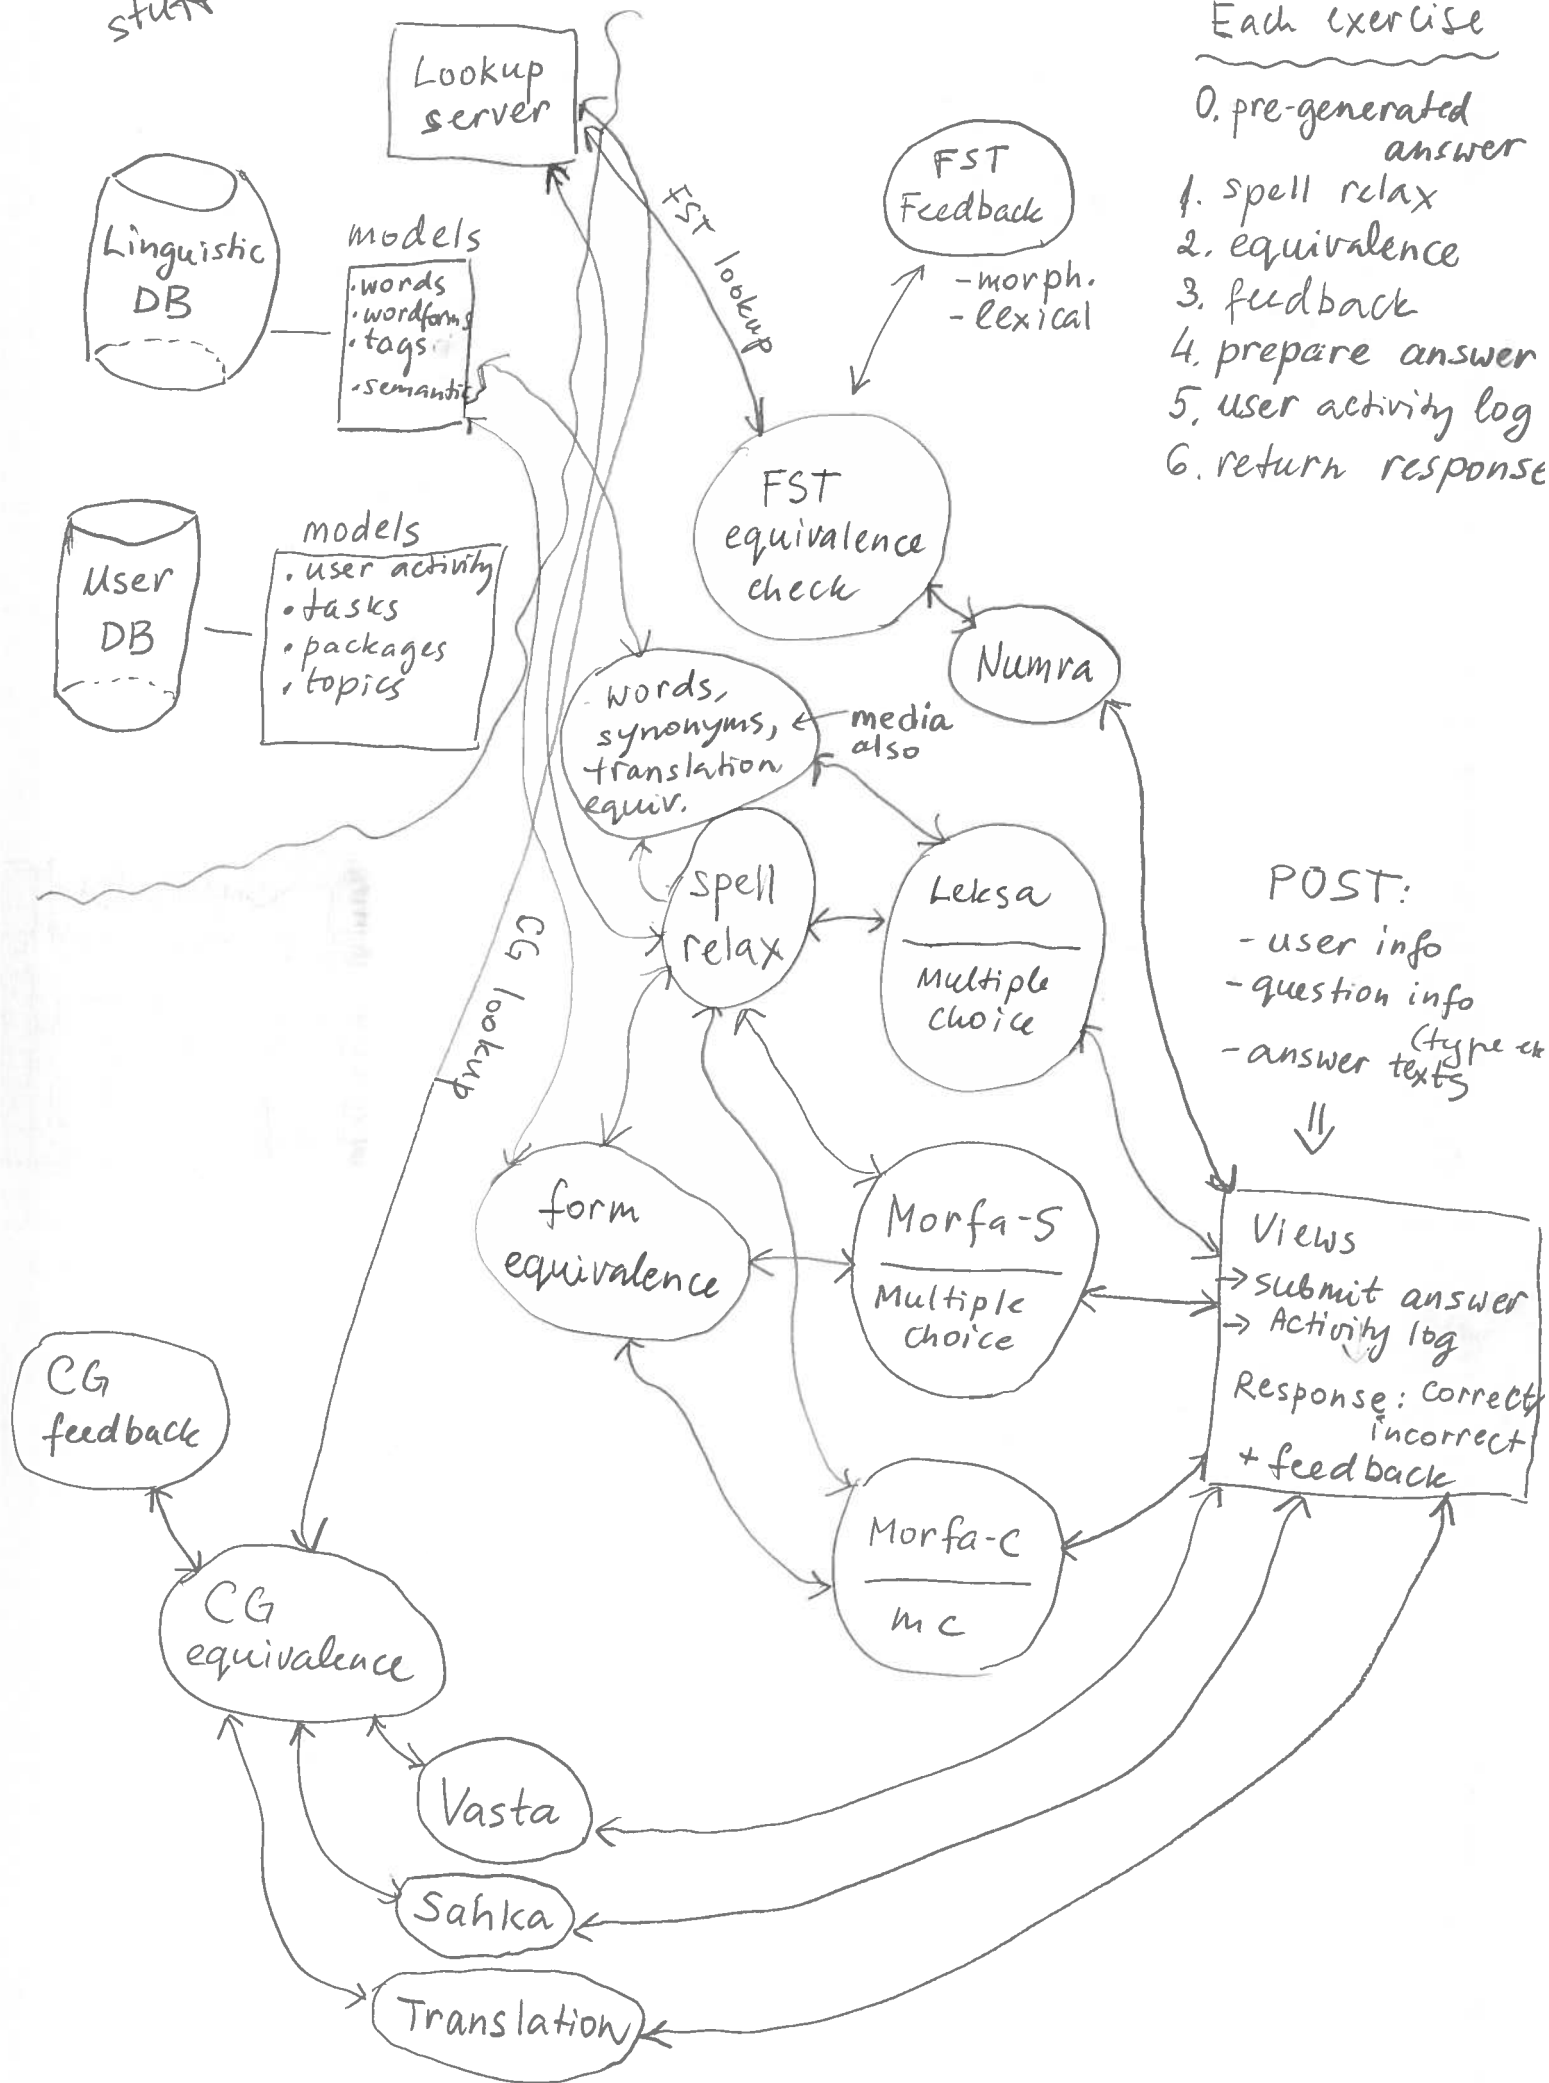 stuff
Lookup
server
Each exercise
0. pre-generated
answer
1. spell relax
2. equivalence
3. feedback
4. prepare answer
5. user activity log
6. return response
FST
Feedback
- morph.
- lexical
FST lookup
Linguistic
DB
models
• words
• wordforms
• tags
• semantics
FST
equivalence
check
User
DB
models
• user activity
• tasks
• packages
• topics
Numra
words,
synonyms,
translation
equiv.
media
also
spell
relax
Leksa
Multiple
choice
POST:
- user info
- question info
(type etc
- answer texts
CG lookup
form
equivalence
Morfa-S
Multiple
choice
Views
→ submit answer
→ Activity log
Response: correct/
incorrect
+ feedback
CG
feedback
Morfa-C
mc
CG
equivalence
Vasta
Sahka
Translation